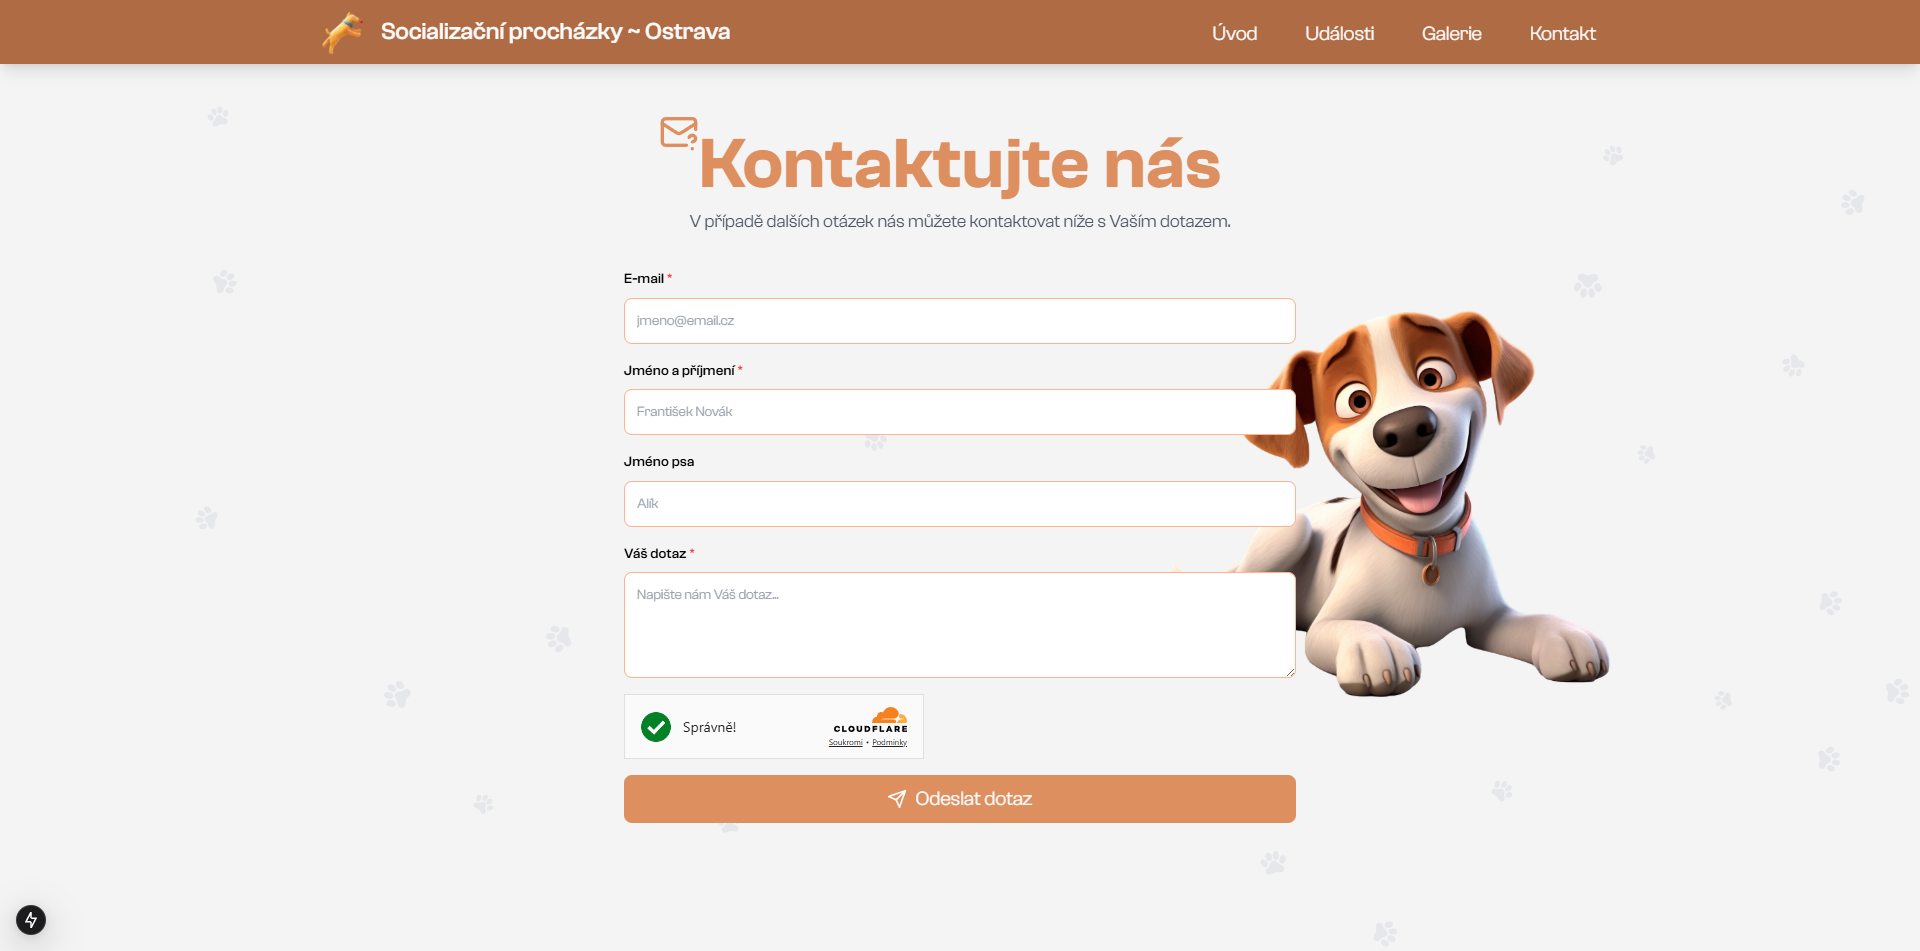 Socializační procházky ~ Ostrava
Úvod
Události
Galerie
Kontakt
Kontaktujte nás
V případě dalších otázek nás můžete kontaktovat níže s Vaším dotazem.
E-mail *
jmeno@email.cz
Jméno a příjmení *
František Novák
Jméno psa
Alík
Váš dotaz *
Napište nám Váš dotaz...
Správně!
CLOUDFLARE
Soukromí • Podmínky
Odeslat dotaz